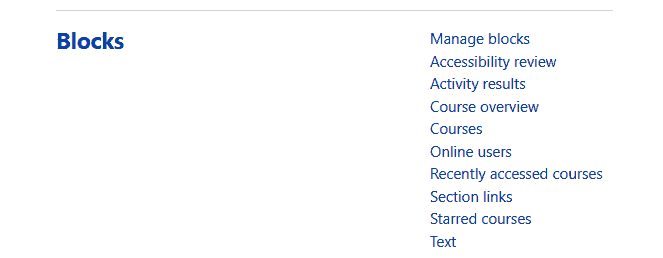 Blocks
Manage blocks
Accessibility review
Activity results
Course overview
Courses
Online users
Recently accessed courses
Section links
Starred courses
Text